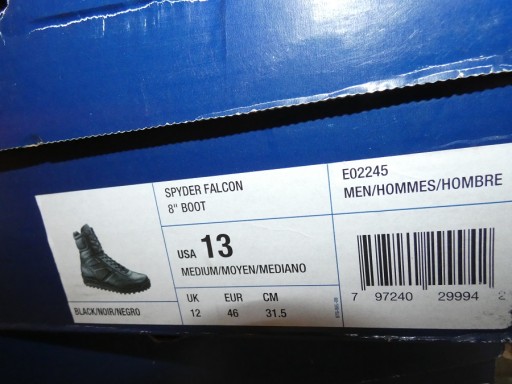 SPYDER FALCON
8" BOOT
E02245
MEN/HOMMES/HOMBRE
USA 13
MEDIUM/MOYEN/MEDIANO
UK EUR CM
12 46 31.5
BLACK/NOIR/NEGRO
7 97240 29994 2